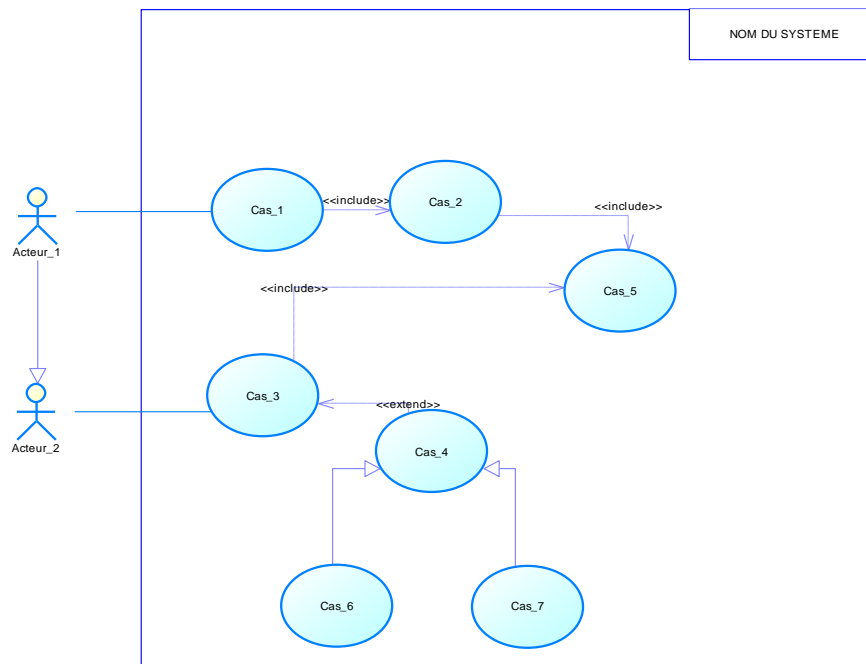 NOM DU SYSTEME
Cas_1
<<include>>
Cas_2
<<include>>
Acteur_1
<<include>>
Cas_5
Cas_3
<<extend>>
Acteur_2
Cas_4
Cas_6
Cas_7